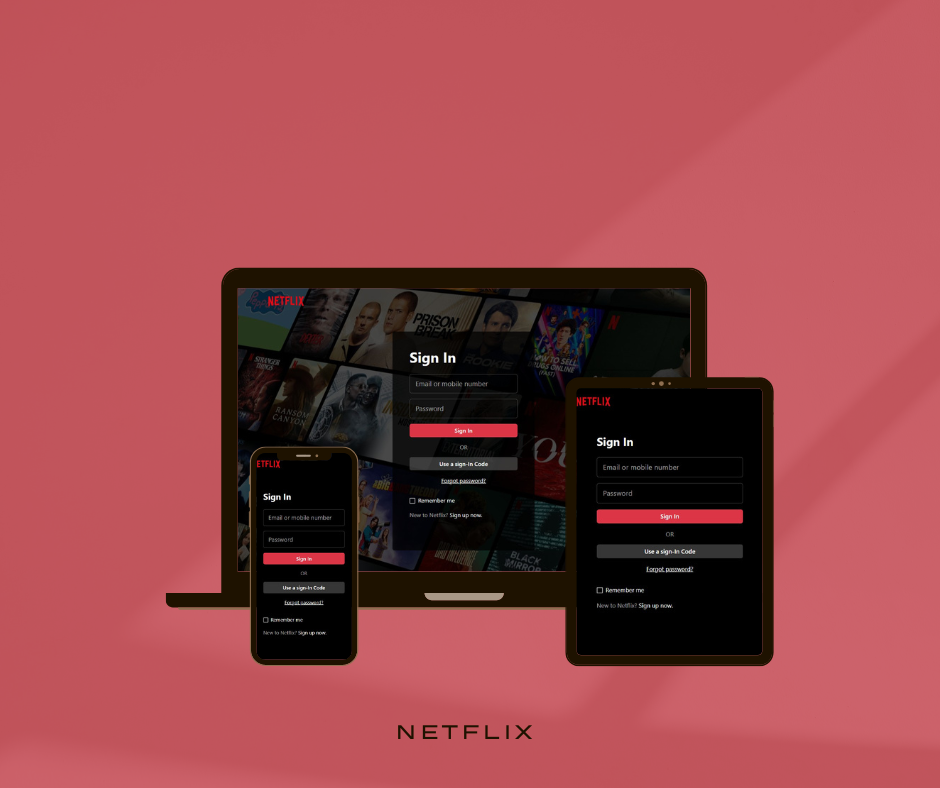 NETFLIX
PRISON
BREAK
ROOKIE
HOW TO SELL
DRUGS ONLINE
(FAST)
N
STRANGER
THINGS
RANSOM
CANYON
YOU
BIG
BLACK
MIRROR
Sign In
Email or mobile number
Password
Sign In
OR
Use a sign-In Code
Forgot password?
Remember me
New to Netflix? Sign up now.
ETFLIX
Sign In
Email or mobile number
Password
Sign In
OR
Use a sign-In Code
Forgot password?
Remember me
New to Netflix? Sign up now.
NETFLIX
Sign In
Email or mobile number
Password
Sign In
OR
Use a sign-In Code
Forgot password?
Remember me
New to Netflix? Sign up now.
NETFLIX